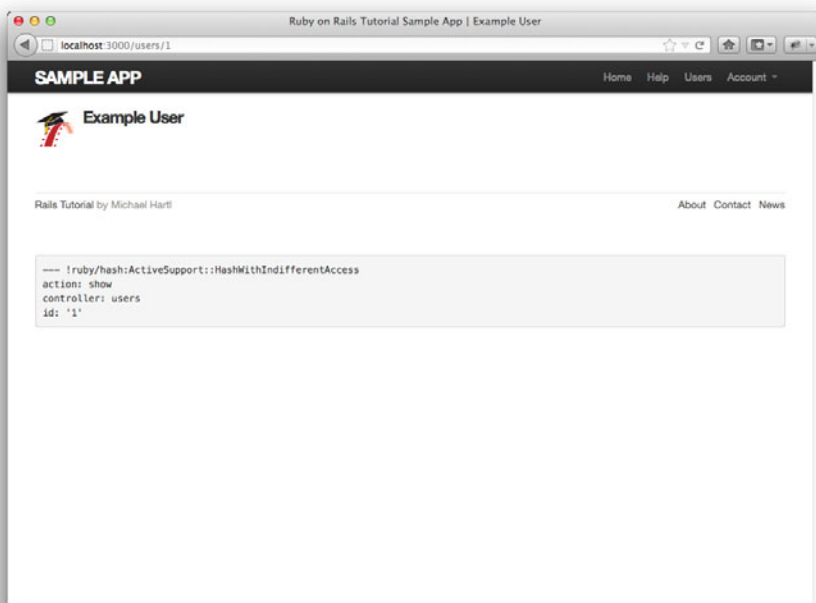 Ruby on Rails Tutorial Sample App | Example User
localhost:3000/users/1
SAMPLE APP
Home Help Users Account
Example User
Rails Tutorial by Michael Hartl
About Contact News
--- !ruby/hash:ActiveSupport::HashWithIndifferentAccess
action: show
controller: users
id: '1'